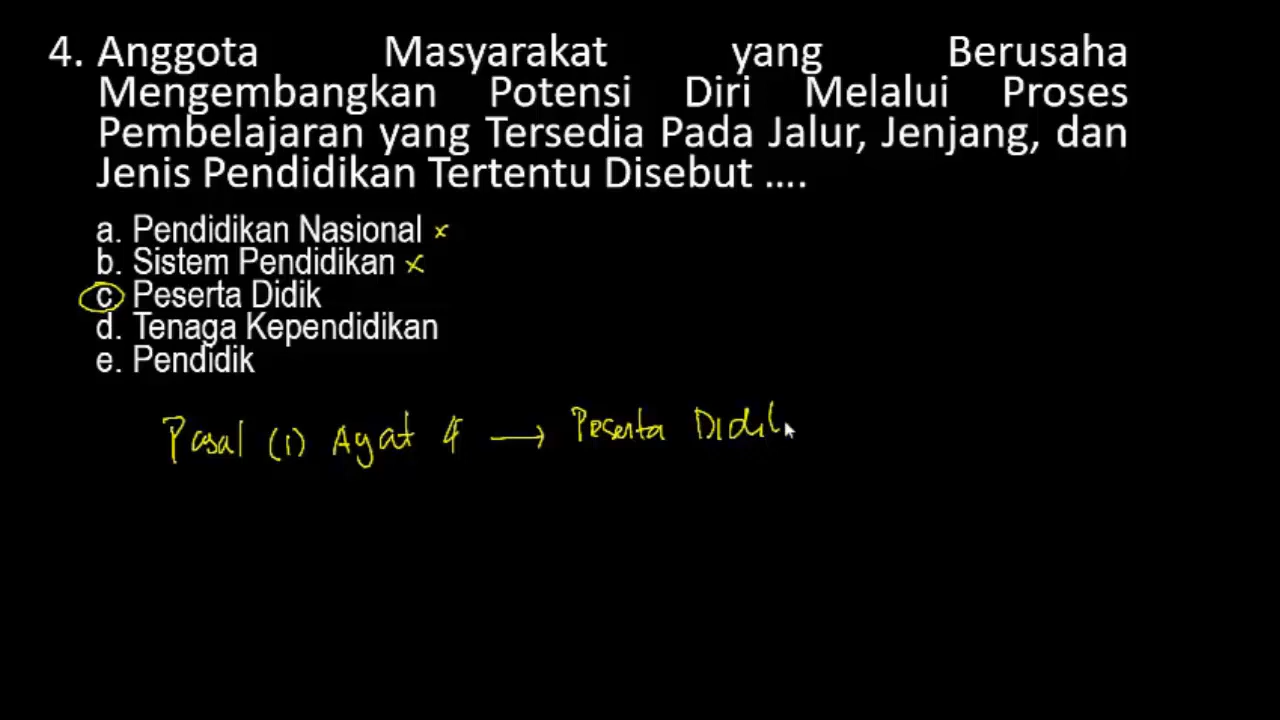 4. Anggota Masyarakat yang Berusaha
Mengembangkan Potensi Diri Melalui Proses
Pembelajaran yang Tersedia Pada Jalur, Jenjang, dan
Jenis Pendidikan Tertentu Disebut ....
a. Pendidikan Nasional x
b. Sistem Pendidikan x
c. Peserta Didik
d. Tenaga Kependidikan
e. Pendidik
Pasal (1) Ayat 4 → Peserta Didik